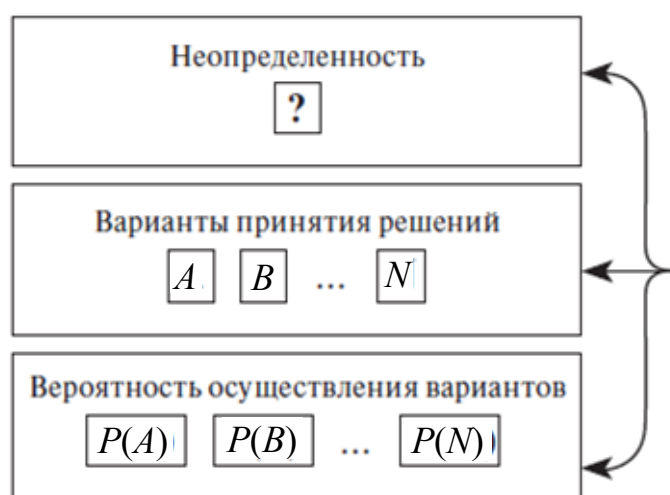 Неопределенность
?
Варианты принятия решений
A B ... N
Вероятность осуществления вариантов
P(A) P(B) ... P(N)